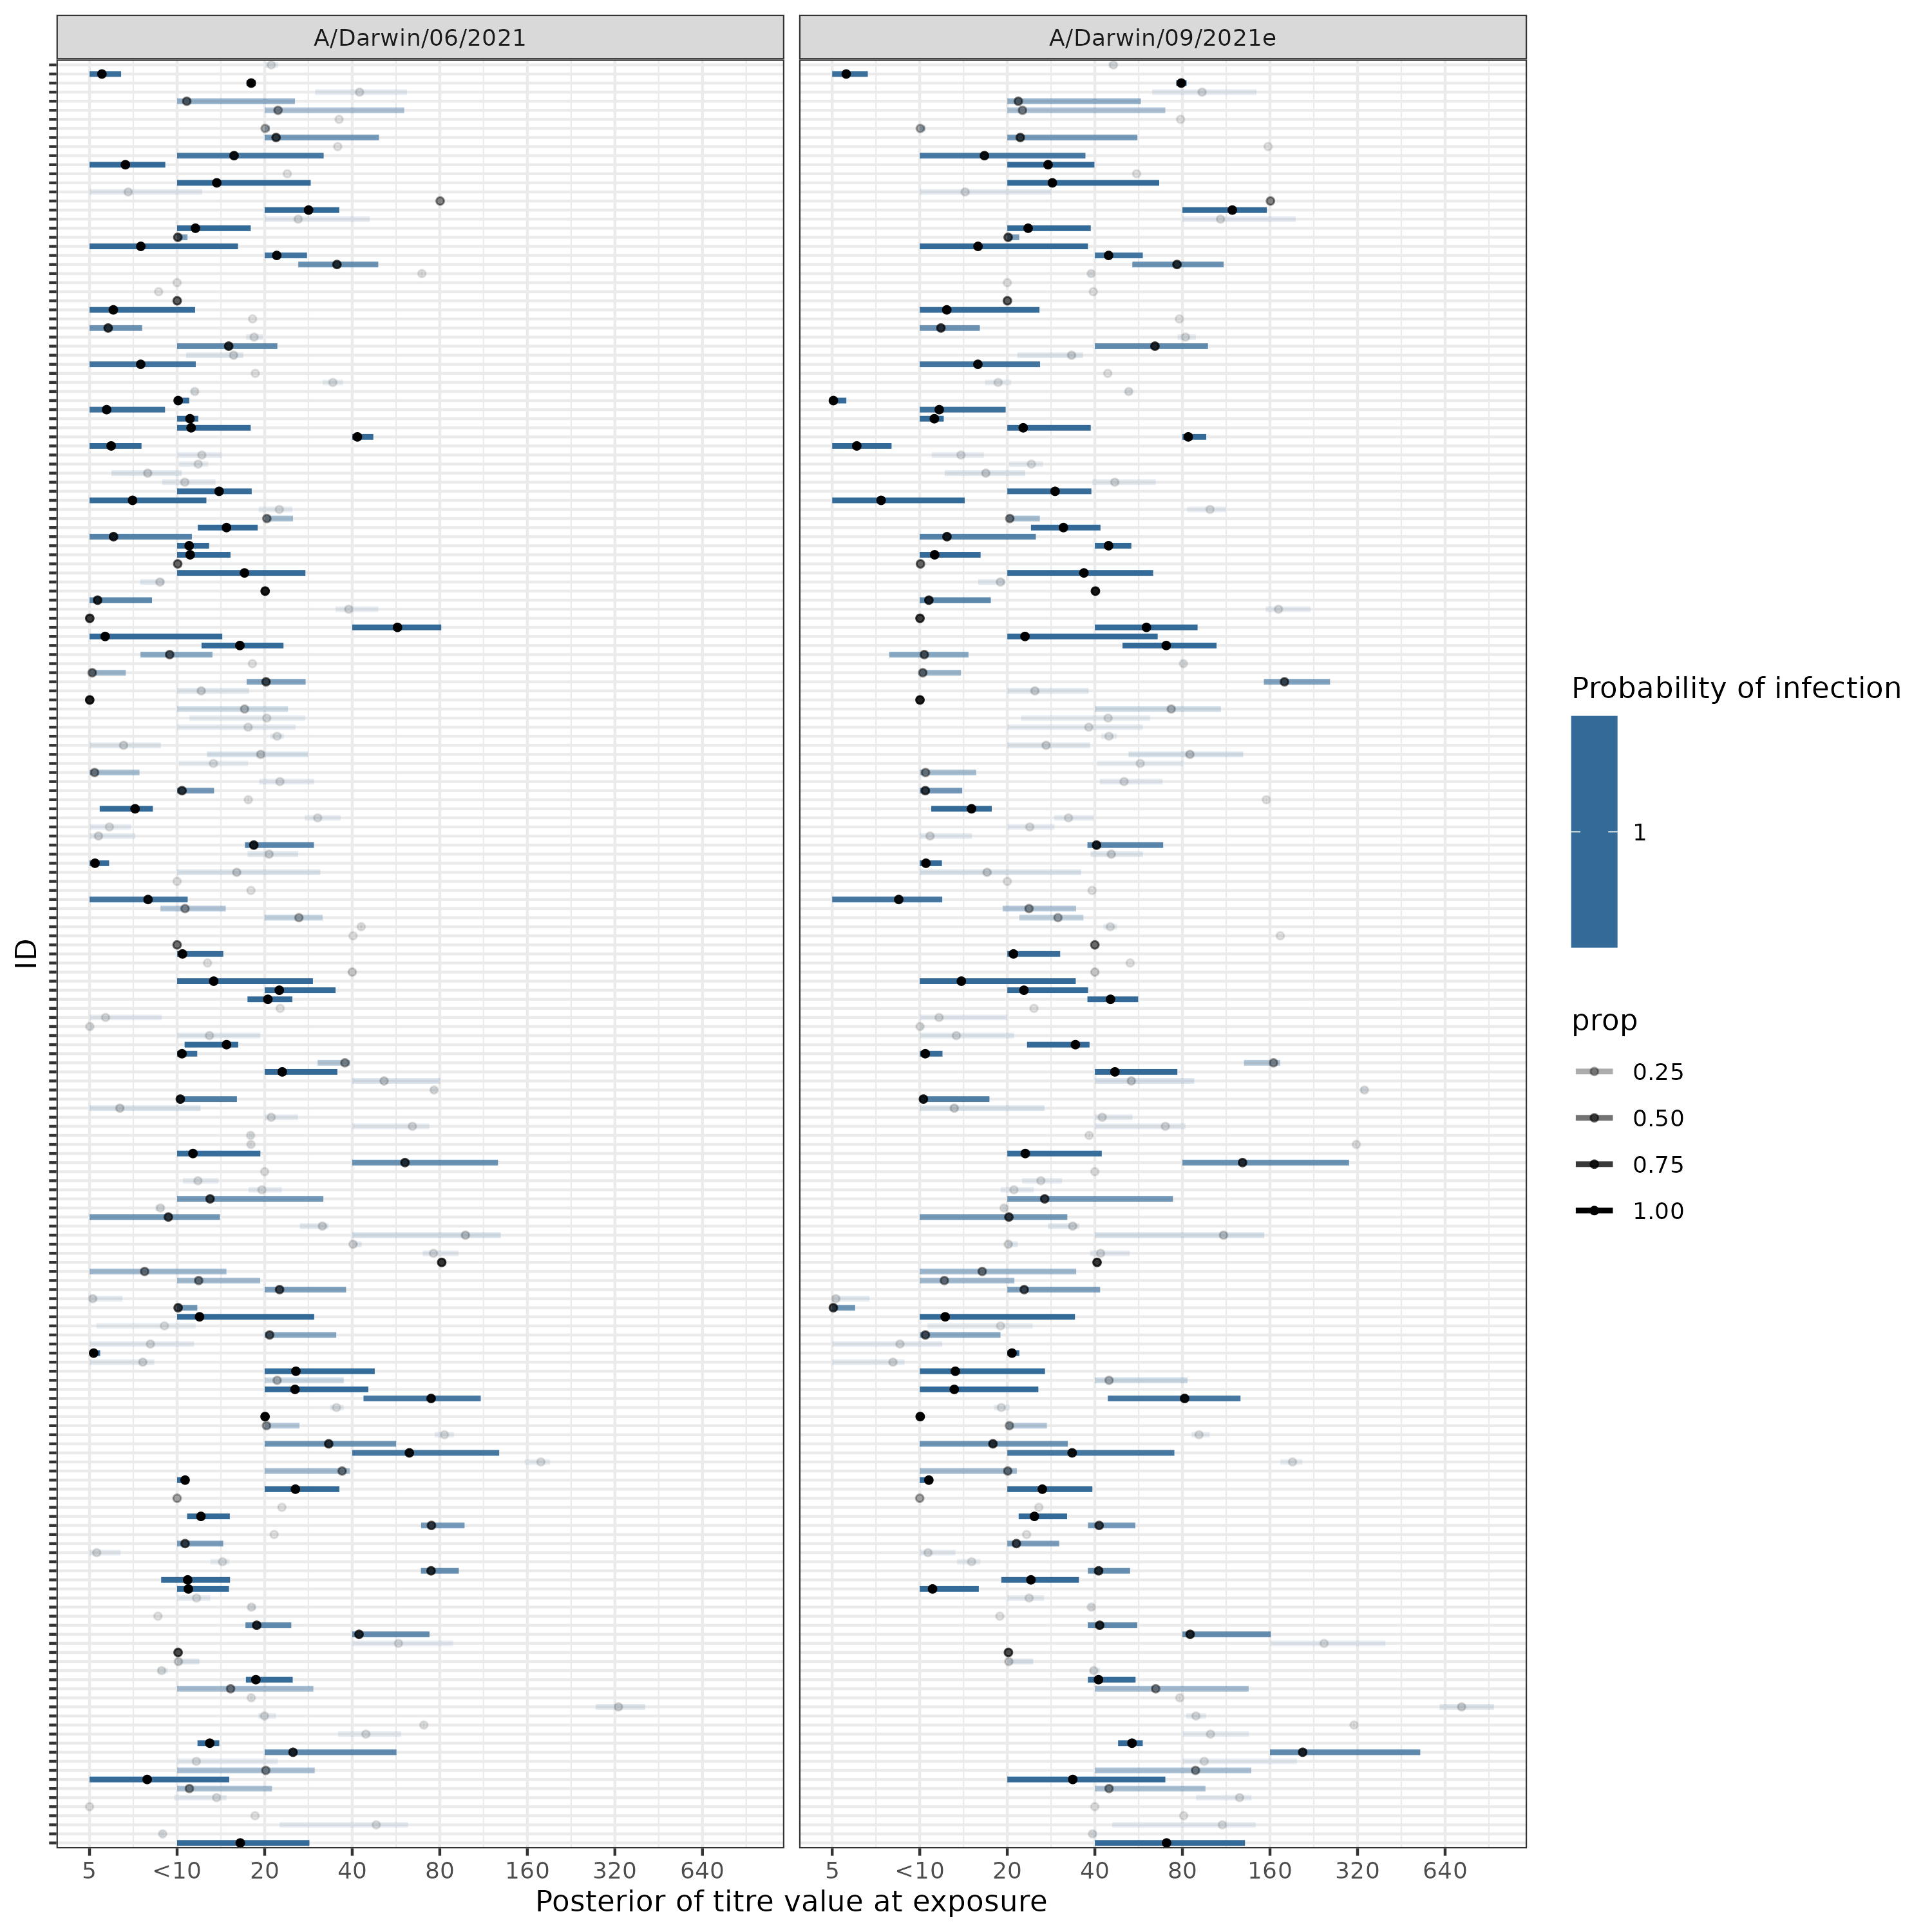 A/Darwin/06/2021
A/Darwin/09/2021e
ID
5 <10 20 40 80 160 320 640
5 <10 20 40 80 160 320 640
Posterior of titre value at exposure
Probability of infection
1
prop
0.25
0.50
0.75
1.00